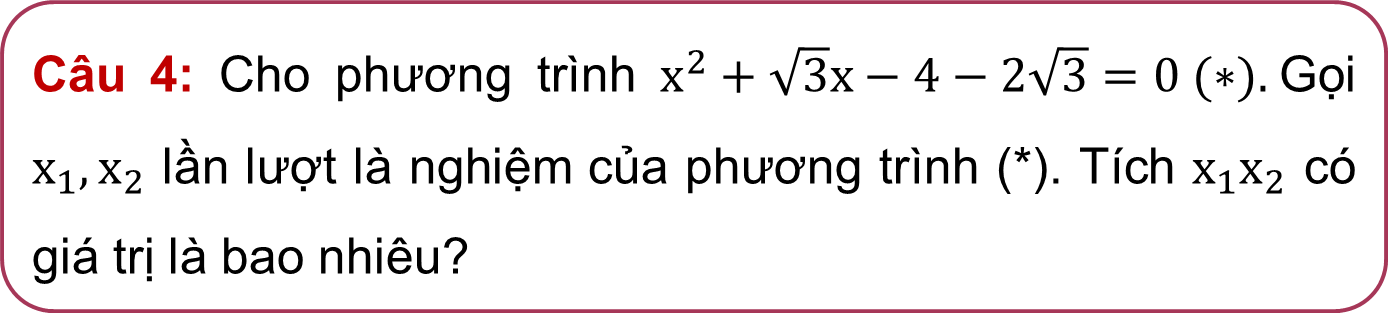 Câu 4: Cho phương trình x² + √3x − 4 − 2√3 = 0 (∗). Gọi
x₁, x₂ lần lượt là nghiệm của phương trình (*). Tích x₁x₂ có
giá trị là bao nhiêu?